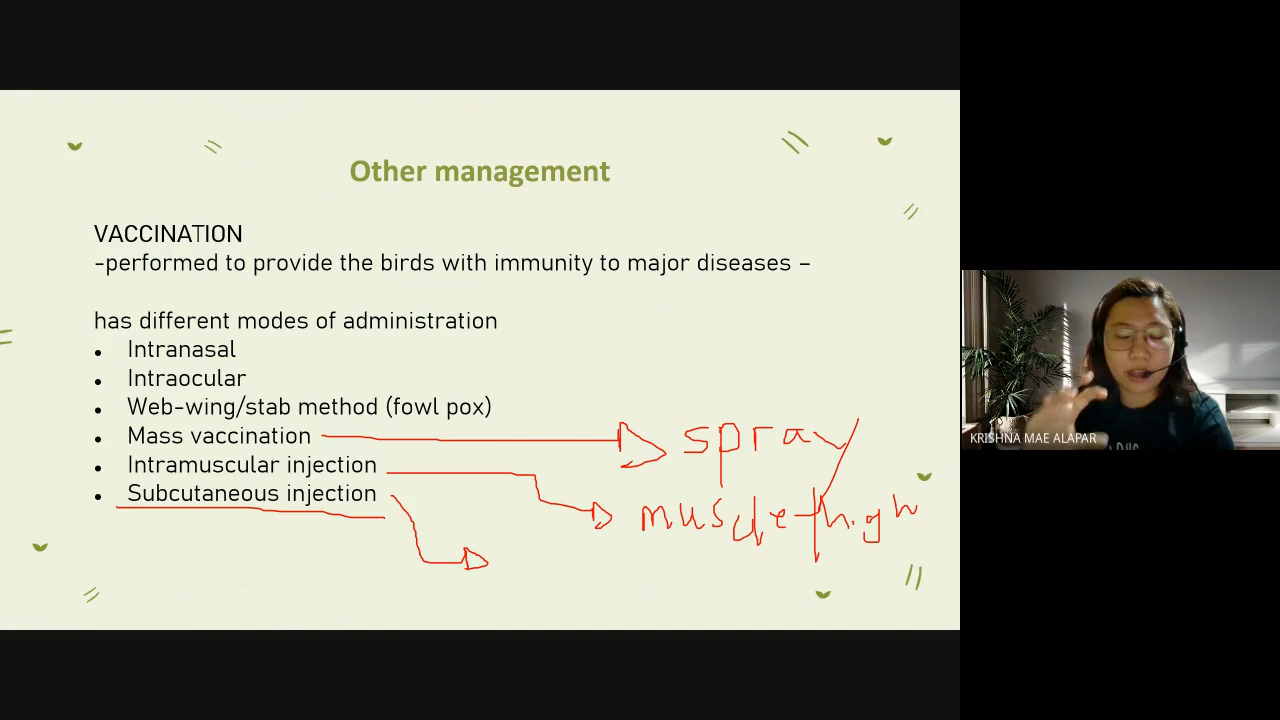 Other management
VACCINATION
-performed to provide the birds with immunity to major diseases –
has different modes of administration
• Intranasal
• Intraocular
• Web-wing/stab method (fowl pox)
• Mass vaccination
spray
• Intramuscular injection
muscle-thigh
• Subcutaneous injection
KRISHNA MAE ALAPAR